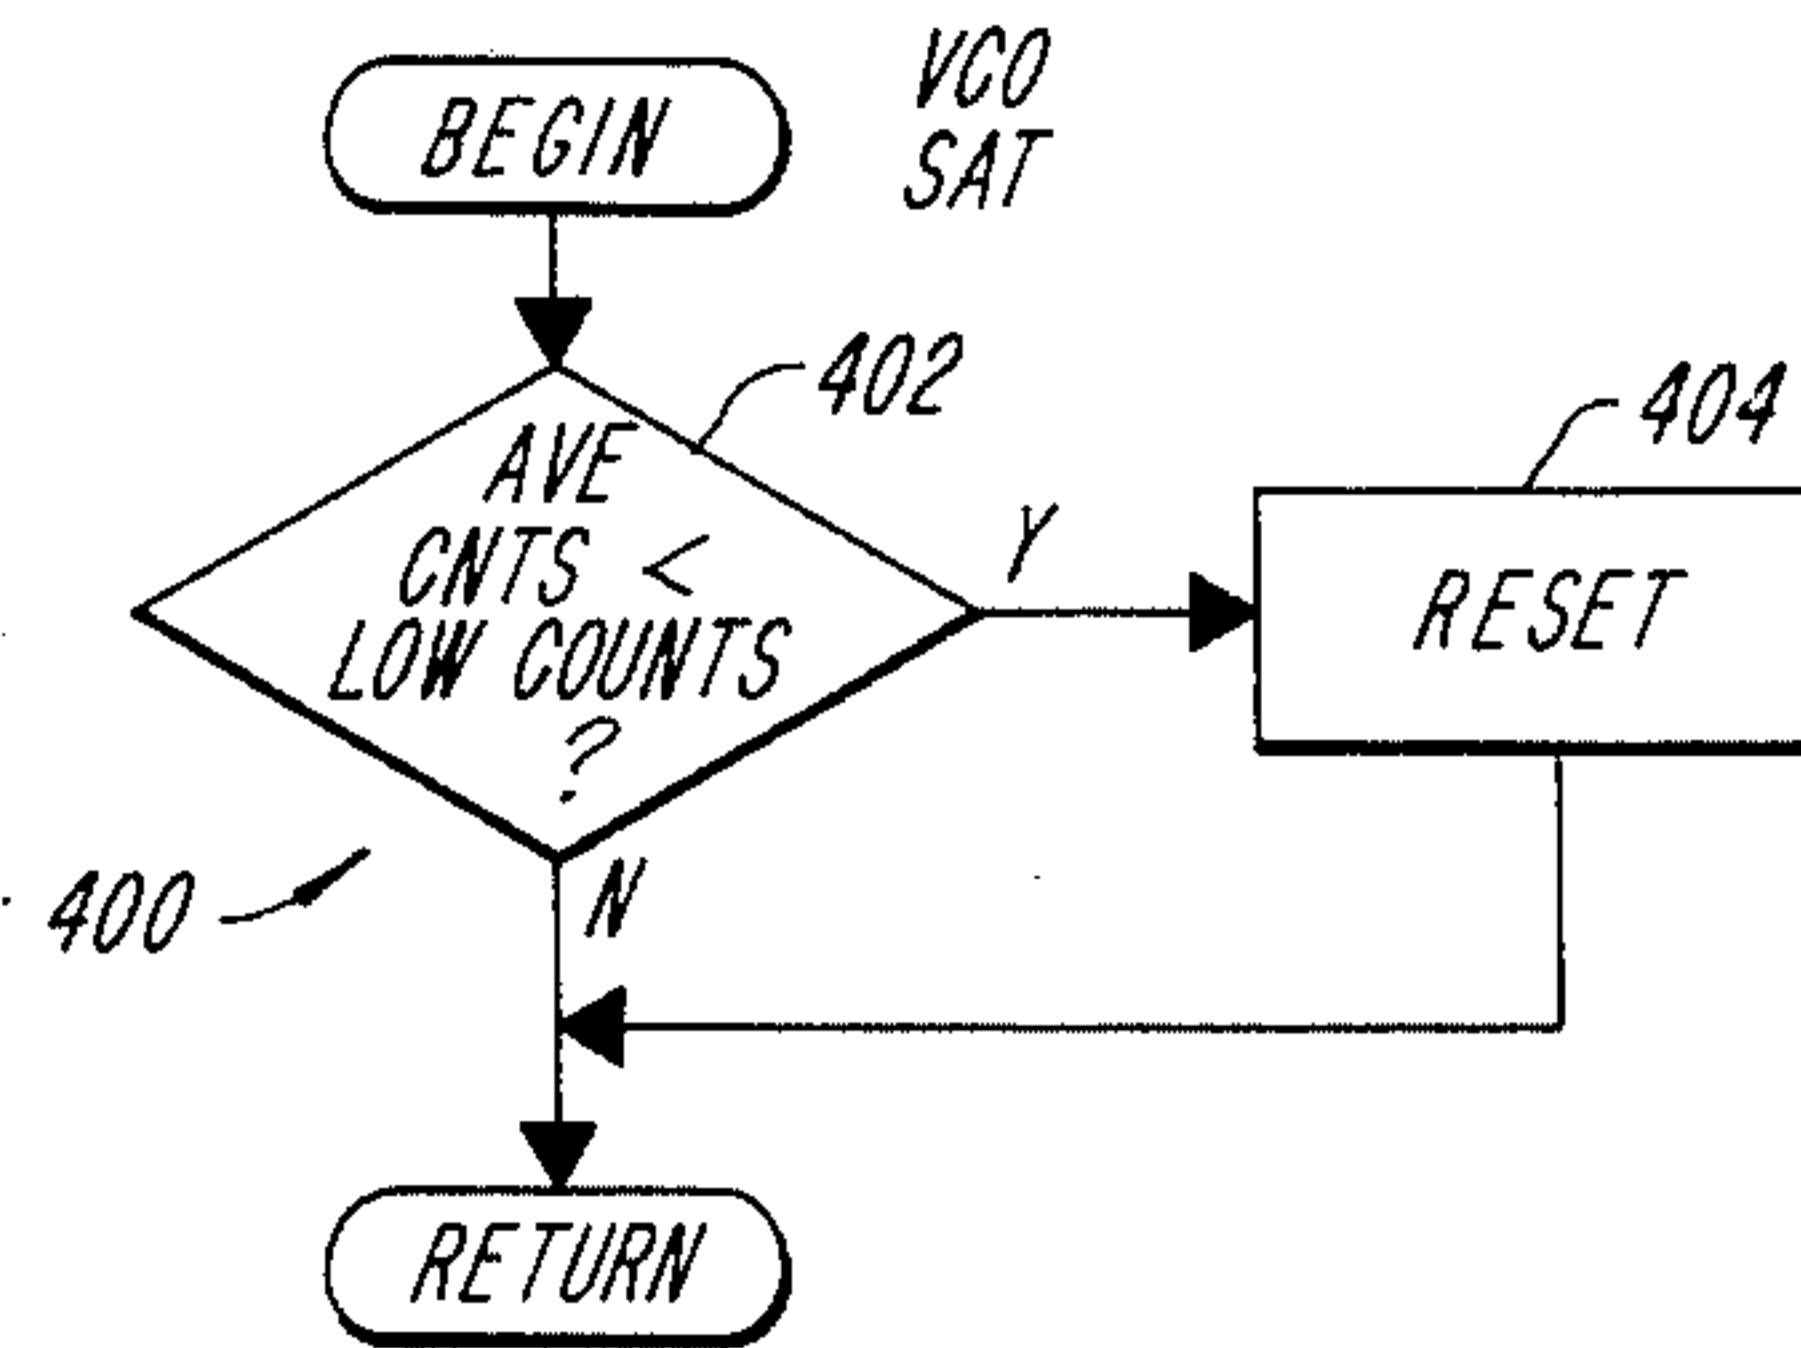 BEGIN
VCO
SAT
402
404
AVE
CNTS <
LOW COUNTS
?
Y
RESET
400
N
RETURN